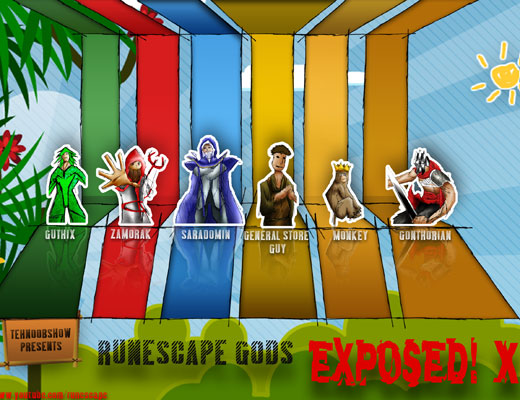 GUTHIX
ZAMORAK
SARADOMIN
GENERAL STORE
GUY
MONKEY
GONTHORIAN
TEHNOOBSHOW
PRESENTS
RUNESCAPE GODS
EXPOSED! X